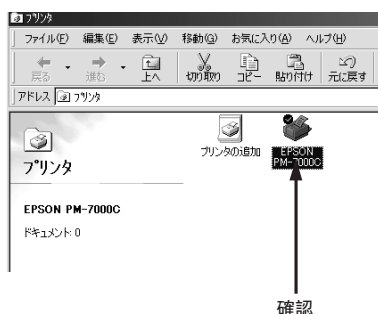 プリンタ
ファイル(F) 編集(E) 表示(V) 移動(G) お気に入り(A) ヘルプ(H)
戻る 進む 上へ 切り取り コピー 貼り付け 元に戻す
アドレス プリンタ
プリンタ
プリンタの追加
EPSON
PM-7000C
EPSON PM-7000C
ドキュメント: 0
確認